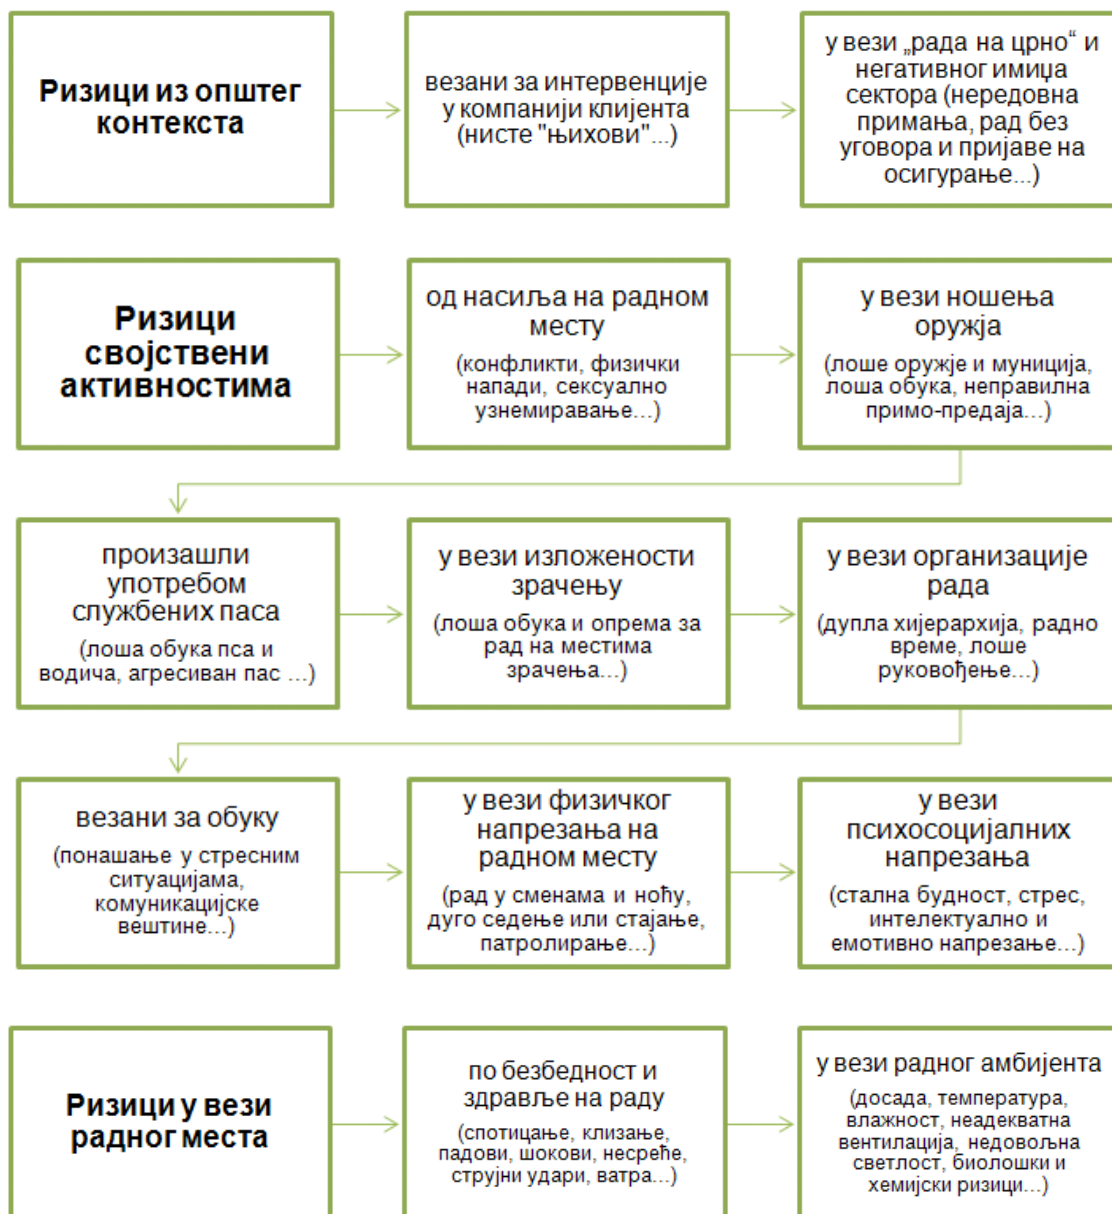 Ризици из општег
контекста
везани за интервенције
у компанији клијента
(нисте "њихови"...)
у вези „рада на црно“ и
негативног имиџа
сектора (нередовна
примања, рад без
уговора и пријаве на
осигурање...)
Ризици
својствени
активностима
од насиља на радном
месту
(конфликти, физички
напади, сексуално
узнемиравање...)
у вези ношења
оружја
(лоше оружје и муниција,
лоша обука, неправилна
примо-предаја...)
произашли
употребом
службених паса
(лоша обука пса и
водича, агресиван пас ...)
у вези изложености
зрачењу
(лоша обука и опрема за
рад на местима
зрачења...)
у вези организације
рада
(дупла хијерархија, радно
време, лоше
руковођење...)
везани за обуку
(понашање у стресним
ситуацијама,
комуникацијске
вештине...)
у вези физичког
напрезања на
радном месту
(рад у сменама и ноћу,
дуго седење или стајање,
патролирање...)
у вези
психосоцијалних
напрезања
(стална будност, стрес,
интелектуално и
емотивно напрезање...)
Ризици у вези
радног места
по безбедност и
здравље на раду
(спотицање, клизање,
падови, шокови, несреће,
струјни удари, ватра...)
у вези радног амбијента
(досада, температура,
влажност, неадекватна
вентилација, недовољна
светлост, биолошки и
хемијски ризици...)